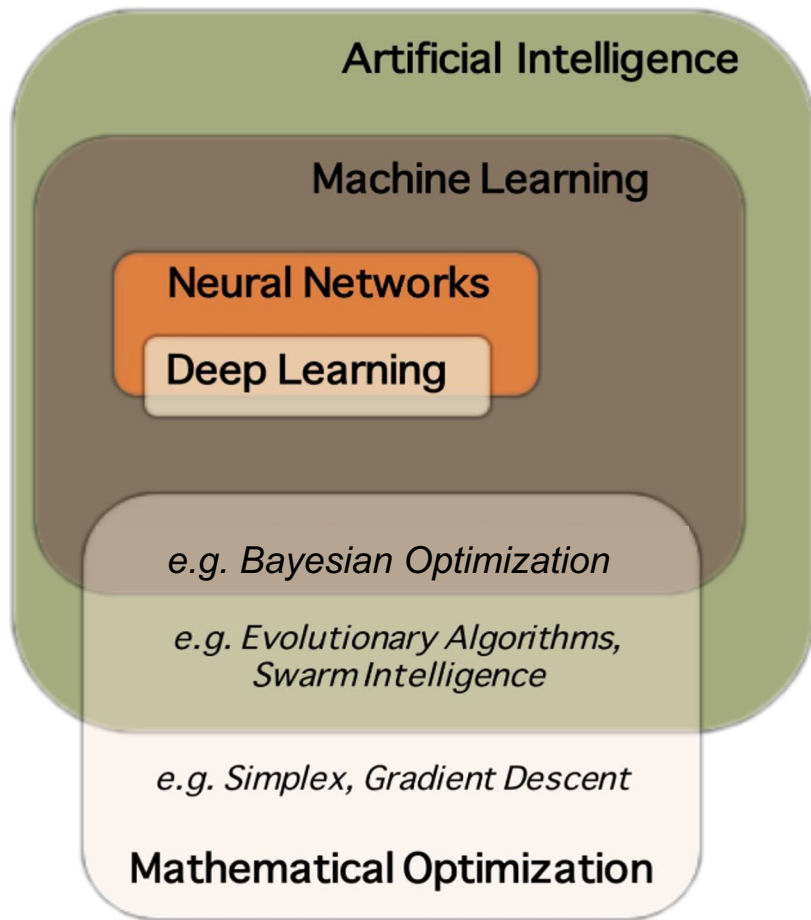 Artificial Intelligence
Machine Learning
Neural Networks
Deep Learning
e.g. Bayesian Optimization
e.g. Evolutionary Algorithms,
Swarm Intelligence
e.g. Simplex, Gradient Descent
Mathematical Optimization